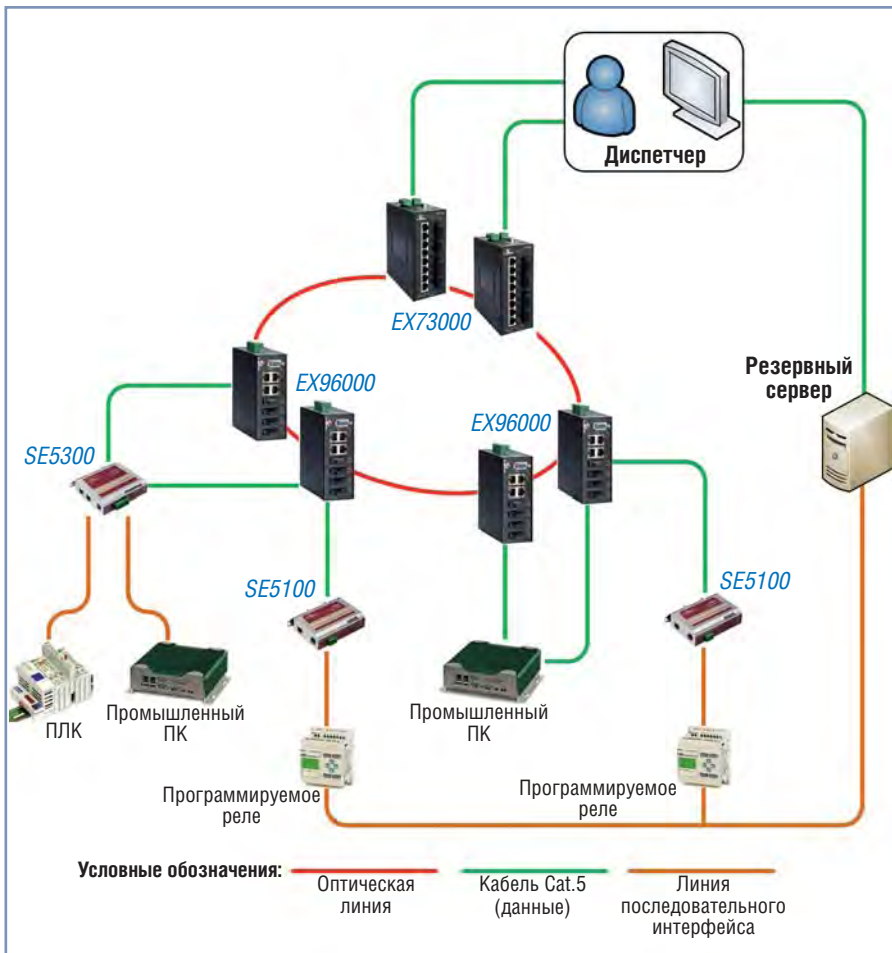 Диспетчер
EX73000
Резервный
сервер
EX96000
EX96000
SE5300
SE5100
SE5100
ПЛК
Промышленный
ПК
Промышленный
ПК
Программируемое
реле
Программируемое
реле
Условные обозначения:
Оптическая
линия
Кабель Cat.5
(данные)
Линия
последовательного
интерфейса